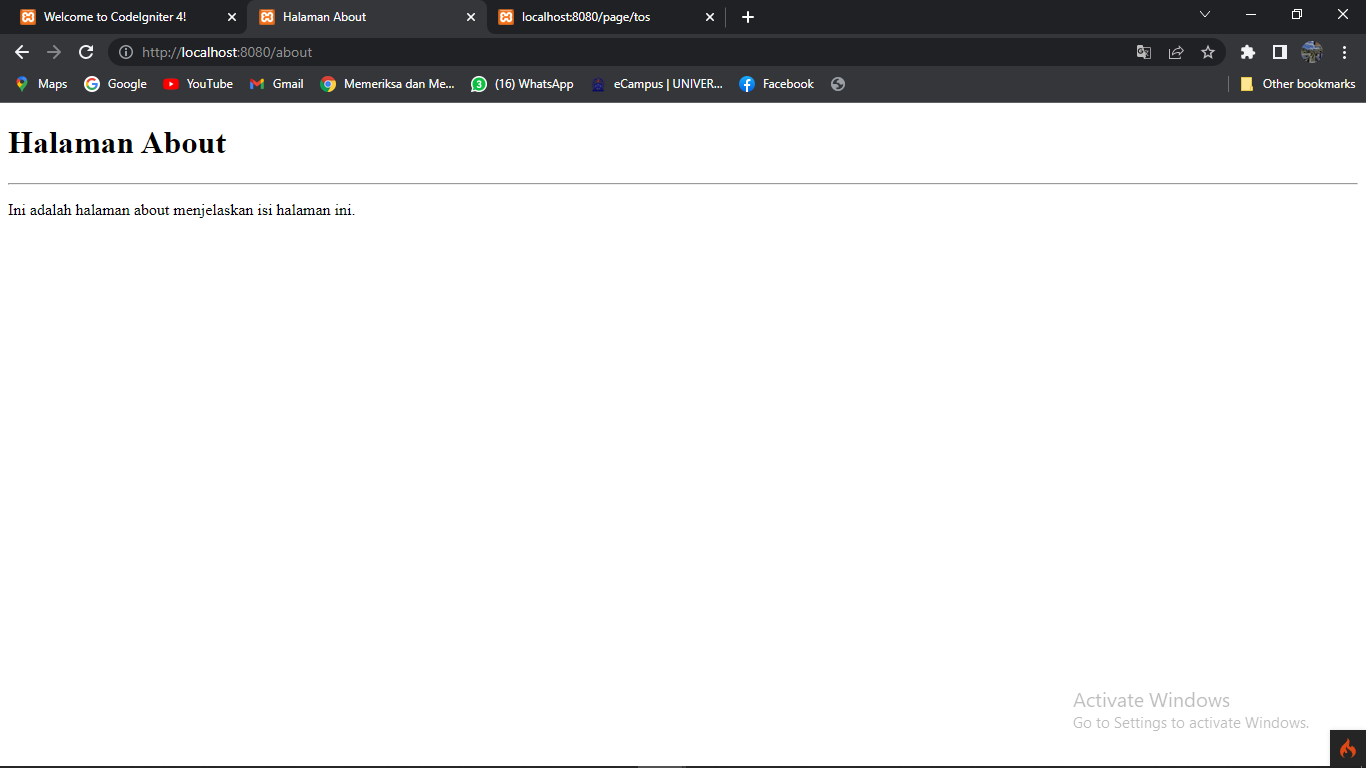 Welcome to CodeIgniter 4!
Halaman About
localhost:8080/page/tos
http://localhost:8080/about
Maps
Google
YouTube
Gmail
Memeriksa dan Me...
3
(16) WhatsApp
eCampus | UNIVER...
Facebook
Other bookmarks
Halaman About
Ini adalah halaman about menjelaskan isi halaman ini.
Activate Windows
Go to Settings to activate Windows.